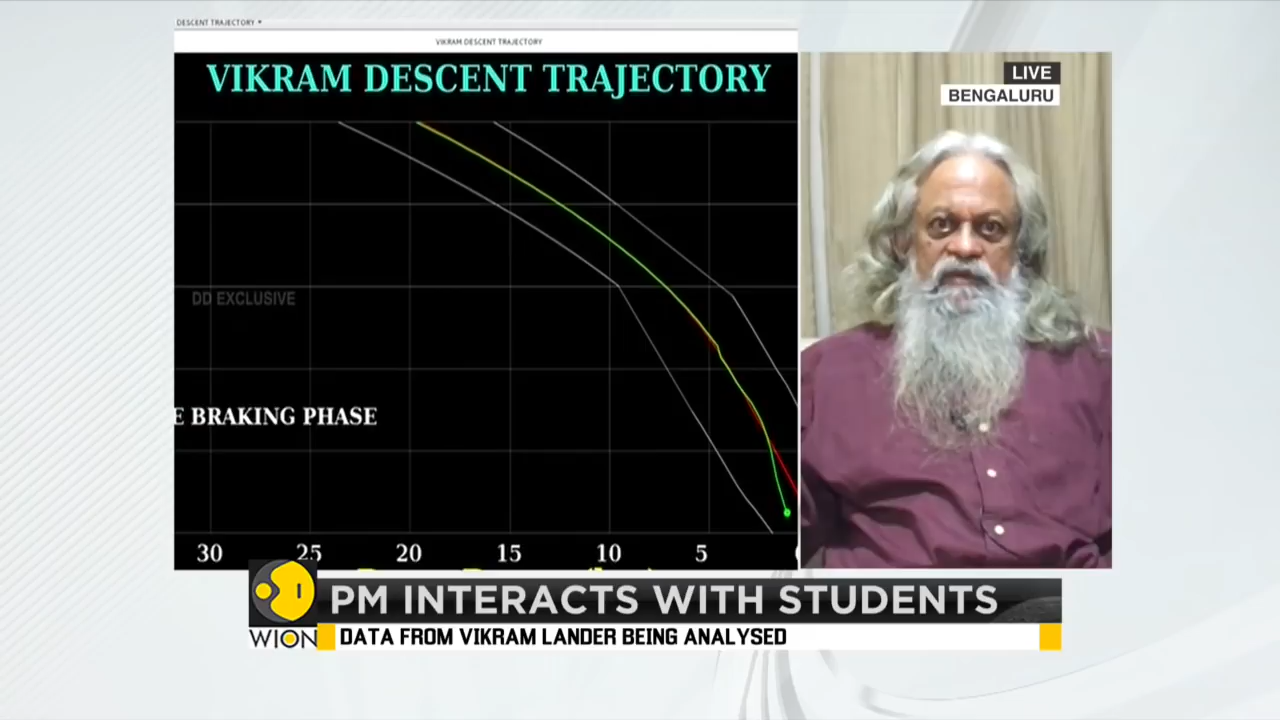 DESCENT TRAJECTORY
VIKRAM DESCENT TRAJECTORY
VIKRAM DESCENT TRAJECTORY
LIVE
BENGALURU
DD EXCLUSIVE
E BRAKING PHASE
30 25 20 15 10 5
PM INTERACTS WITH STUDENTS
WION
DATA FROM VIKRAM LANDER BEING ANALYSED